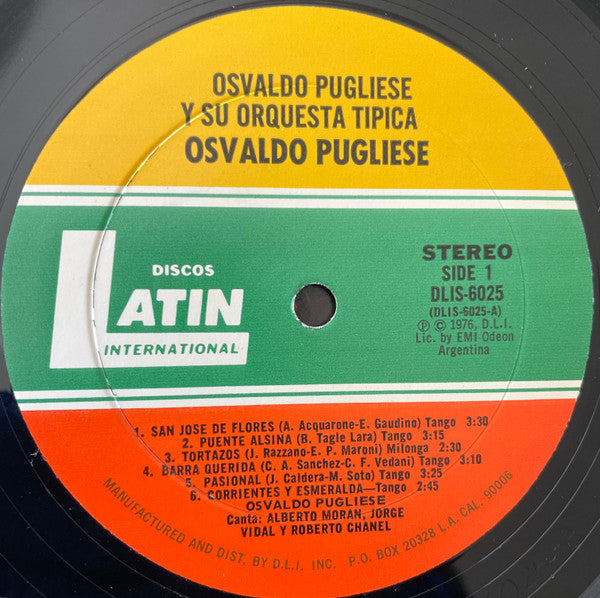 OSVALDO PUGLIESE
Y SU ORQUESTA TIPICA
OSVALDO PUGLIESE
DISCOS
LATIN
INTERNATIONAL
STEREO
SIDE 1
DLIS-6025
(DLIS-6025-A)
Ⓟ © 1976, D.L.I.
Lic. by EMI Odeon
Argentina
1. SAN JOSE DE FLORES (A. Acquarone-E. Gaudino) Tango 3:30
2. PUENTE ALSINA (B. Tagle Lara) Tango 3:15
3. TORTAZOS (J. Razzano-E. P. Maroni) Milonga 2:30
4. BARRA QUERIDA (C. A. Sanchez-C. F. Vedani) Tango 3:10
5. PASIONAL (J. Caldera-M. Soto) Tango 3:25
6. CORRIENTES Y ESMERALDA—Tango 2:45
OSVALDO PUGLIESE
Canta: ALBERTO MORAN, JORGE
VIDAL Y ROBERTO CHANEL
MANUFACTURED AND DIST. BY D.L.I. INC. P.O. BOX 20328 L.A. CAL. 90006